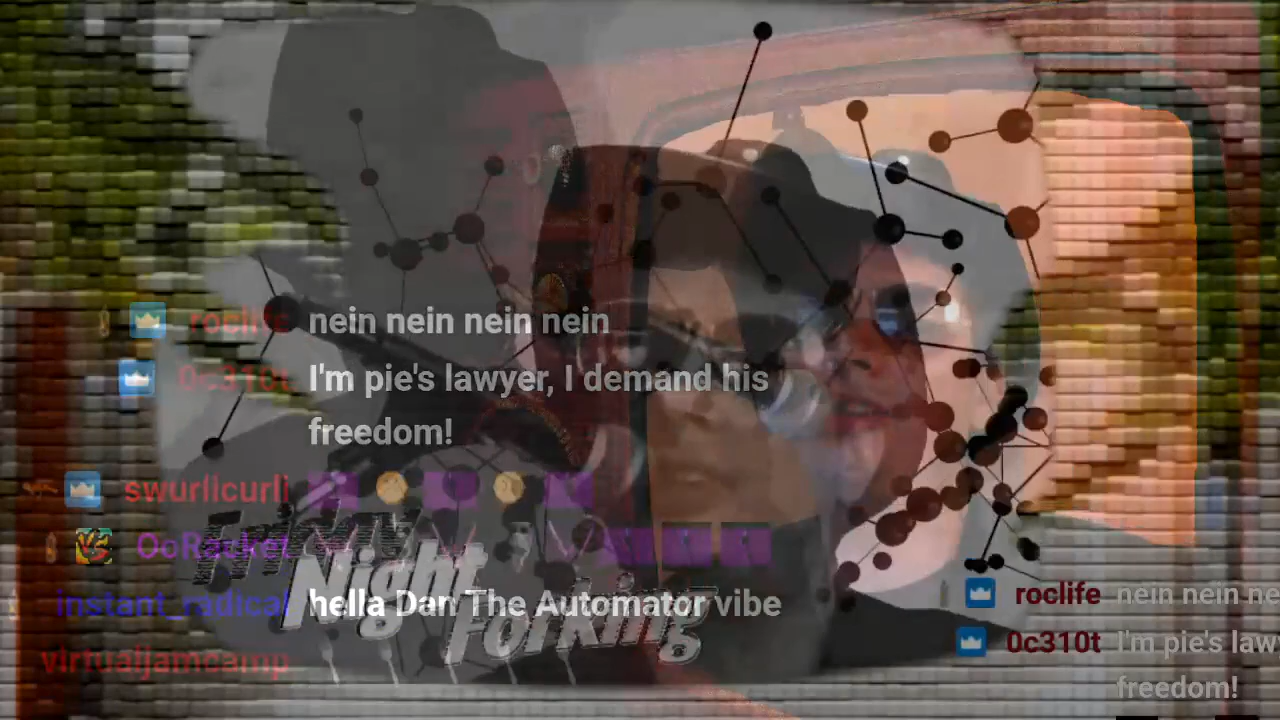 roclife nein nein nein nein
0c310t I'm pie's lawyer, I demand his
freedom!
swurlicurli
OoRacket
instant_radical hella Dan The Automator vibe
virtualjamcamp
Friday
Night
Forking
roclife nein nein ne
0c310t I'm pie's law
freedom!